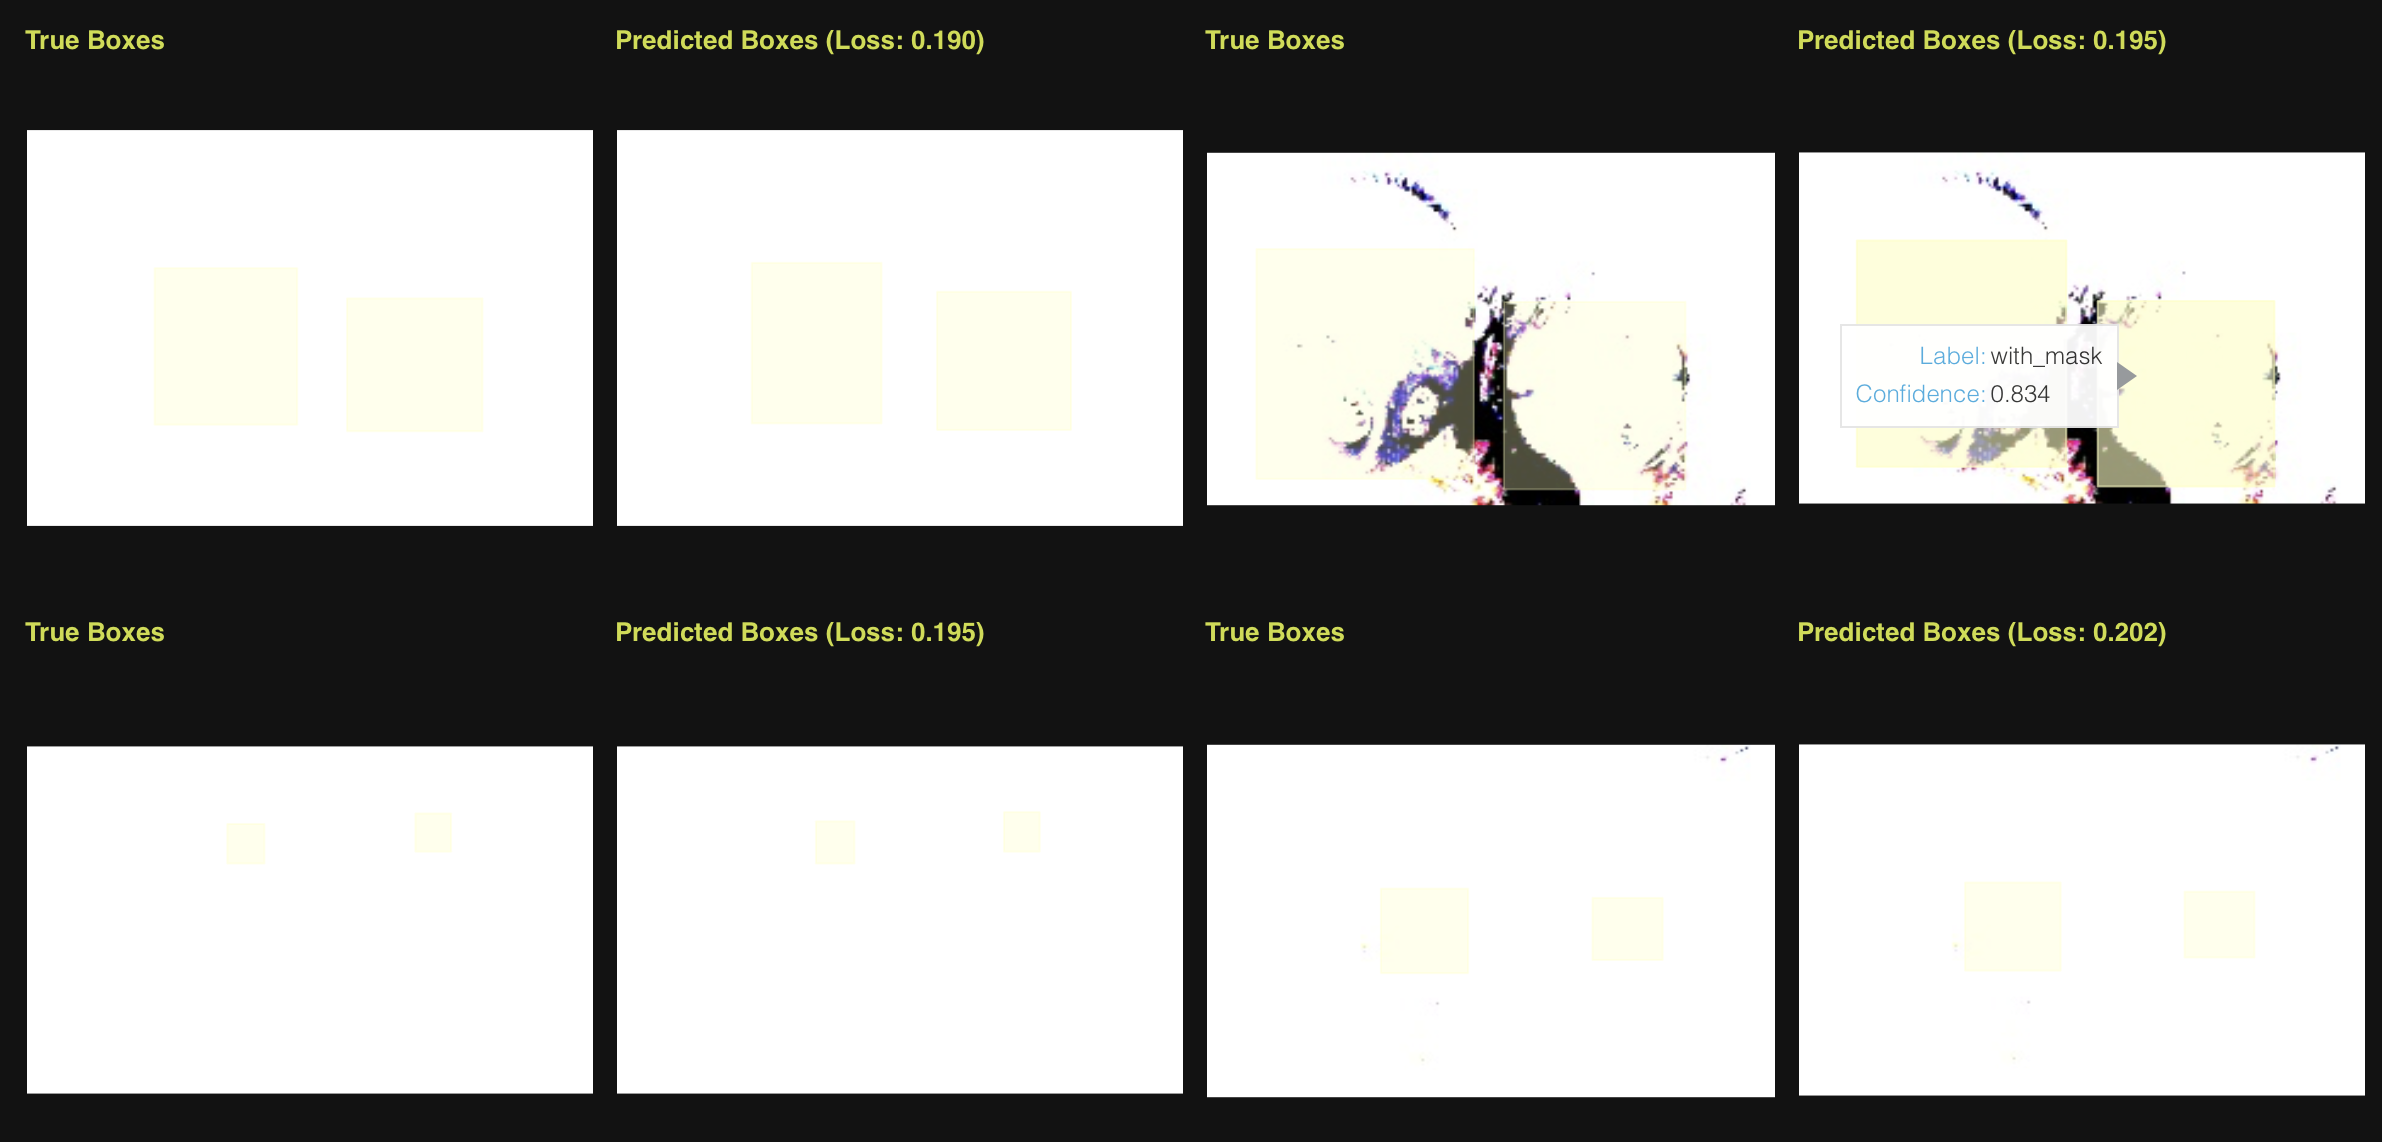 True Boxes
Predicted Boxes (Loss: 0.190)
True Boxes
Predicted Boxes (Loss: 0.195)
Label: with_mask
Confidence: 0.834
True Boxes
Predicted Boxes (Loss: 0.195)
True Boxes
Predicted Boxes (Loss: 0.202)